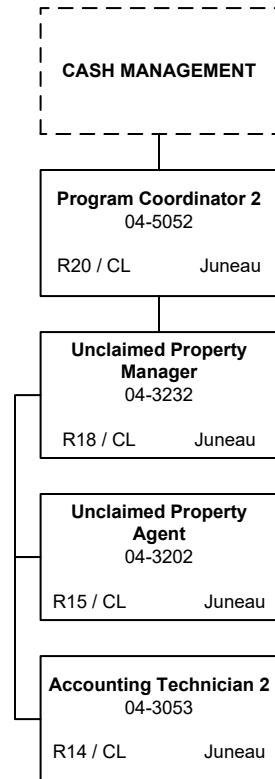 CASH MANAGEMENT
Program Coordinator 2
04-5052
R20 / CL Juneau
Unclaimed Property
Manager
04-3232
R18 / CL Juneau
Unclaimed Property
Agent
04-3202
R15 / CL Juneau
Accounting Technician 2
04-3053
R14 / CL Juneau